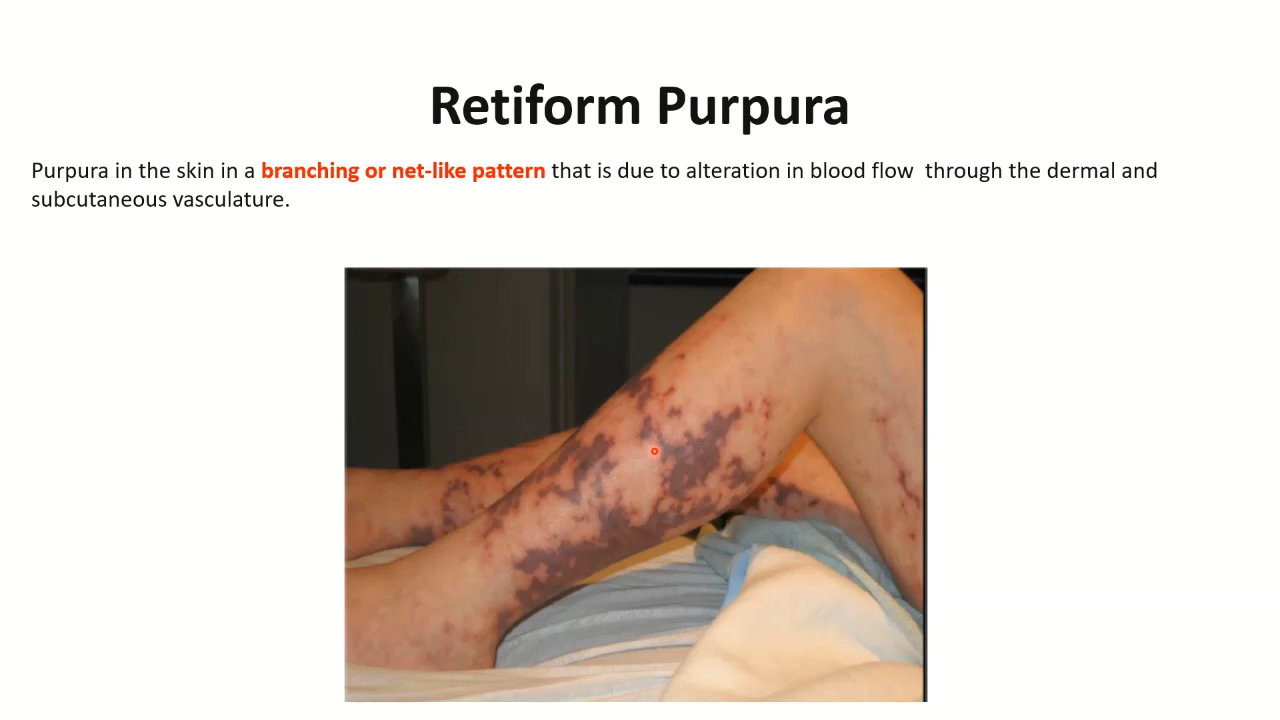 Retiform Purpura
Purpura in the skin in a branching or net-like pattern that is due to alteration in blood flow  through the dermal and
subcutaneous vasculature.